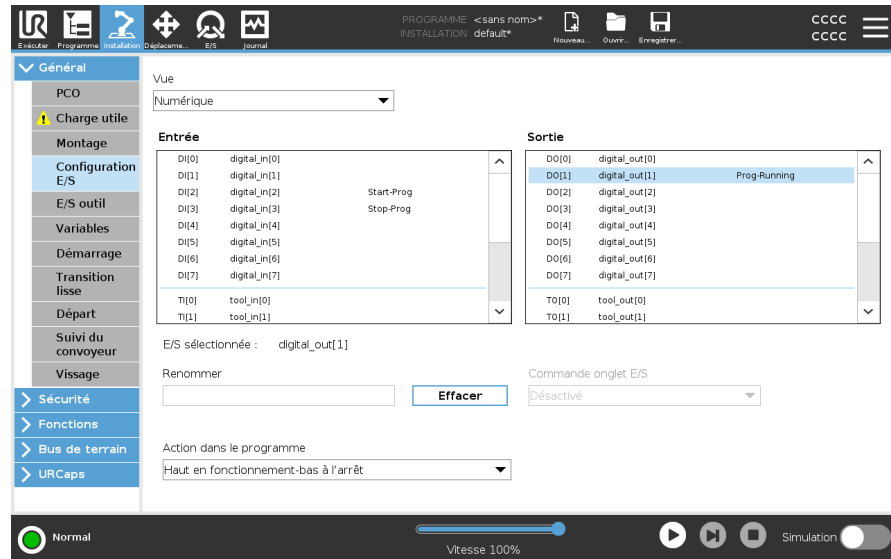 PROGRAMME <sans nom>*
INSTALLATION default*
CCCC
CCCC
Exécuter Programme Installation Déplaceme... E/S Journal Nouveau... Ouvrir... Enregistrer...
Général
PCO
Charge utile
Montage
Configuration
E/S
E/S outil
Variables
Démarrage
Transition
lisse
Départ
Suivi du
convoyeur
Vissage
Sécurité
Fonctions
Bus de terrain
URCaps
Vue
Numérique
Entrée
DI[0] digital_in[0]
DI[1] digital_in[1]
DI[2] digital_in[2] Start-Prog
DI[3] digital_in[3] Stop-Prog
DI[4] digital_in[4]
DI[5] digital_in[5]
DI[6] digital_in[6]
DI[7] digital_in[7]
TI[0] tool_in[0]
TI[1] tool_in[1]
Sortie
DO[0] digital_out[0]
DO[1] digital_out[1] Prog-Running
DO[2] digital_out[2]
DO[3] digital_out[3]
DO[4] digital_out[4]
DO[5] digital_out[5]
DO[6] digital_out[6]
DO[7] digital_out[7]
TO[0] tool_out[0]
TO[1] tool_out[1]
E/S sélectionnée : digital_out[1]
Renommer
Effacer
Commande onglet E/S
Désactivé
Action dans le programme
Haut en fonctionnement-bas à l'arrêt
Normal
Vitesse 100%
Simulation